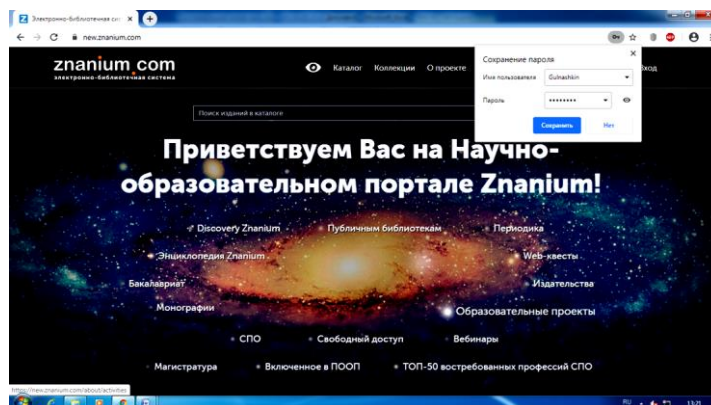 Электронно-библиотечная сис
new.znanium.com
znanium.com
электронно-библиотечная система
Каталог Коллекции О проекте
Вход
Сохранение пароля
Имя пользователя Gulnashkin
Пароль ••••••••
Сохранить Нет
Поиск изданий в каталоге
Приветствуем Вас на Научно-
образовательном портале Znanium!
Discovery Znanium Публичным библиотекам Периодика
Энциклопедия Znanium Web-квесты
Бакалавриат Издательства
Монографии Образовательные проекты
СПО Свободный доступ Вебинары
Магистратура Включенное в ПООП ТОП-50 востребованных профессий СПО
https://new.znanium.com/about/activities
RU 13:21